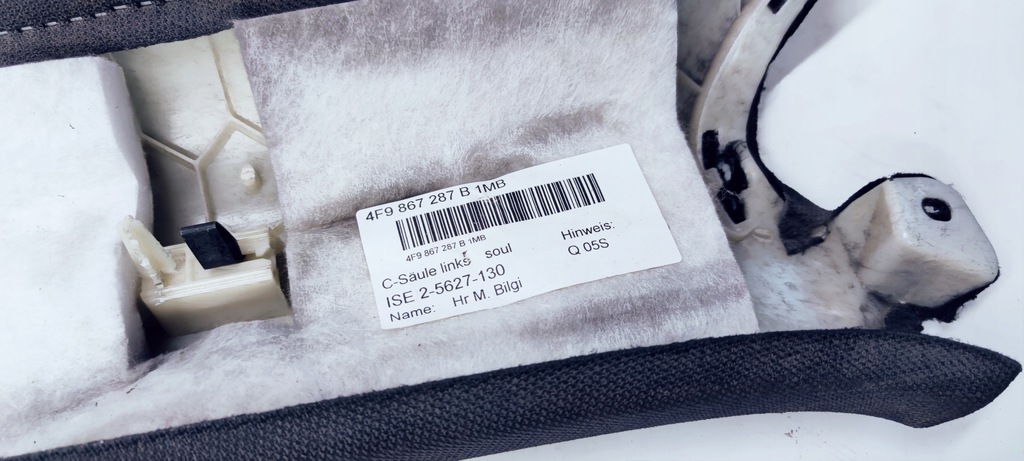 4F9 867 287 B 1MB
4F9 867 287 B 1MB
C-Säule links soul
Hinweis:
Q 05S
ISE 2-5627-130
Name: Hr M. Bilgi